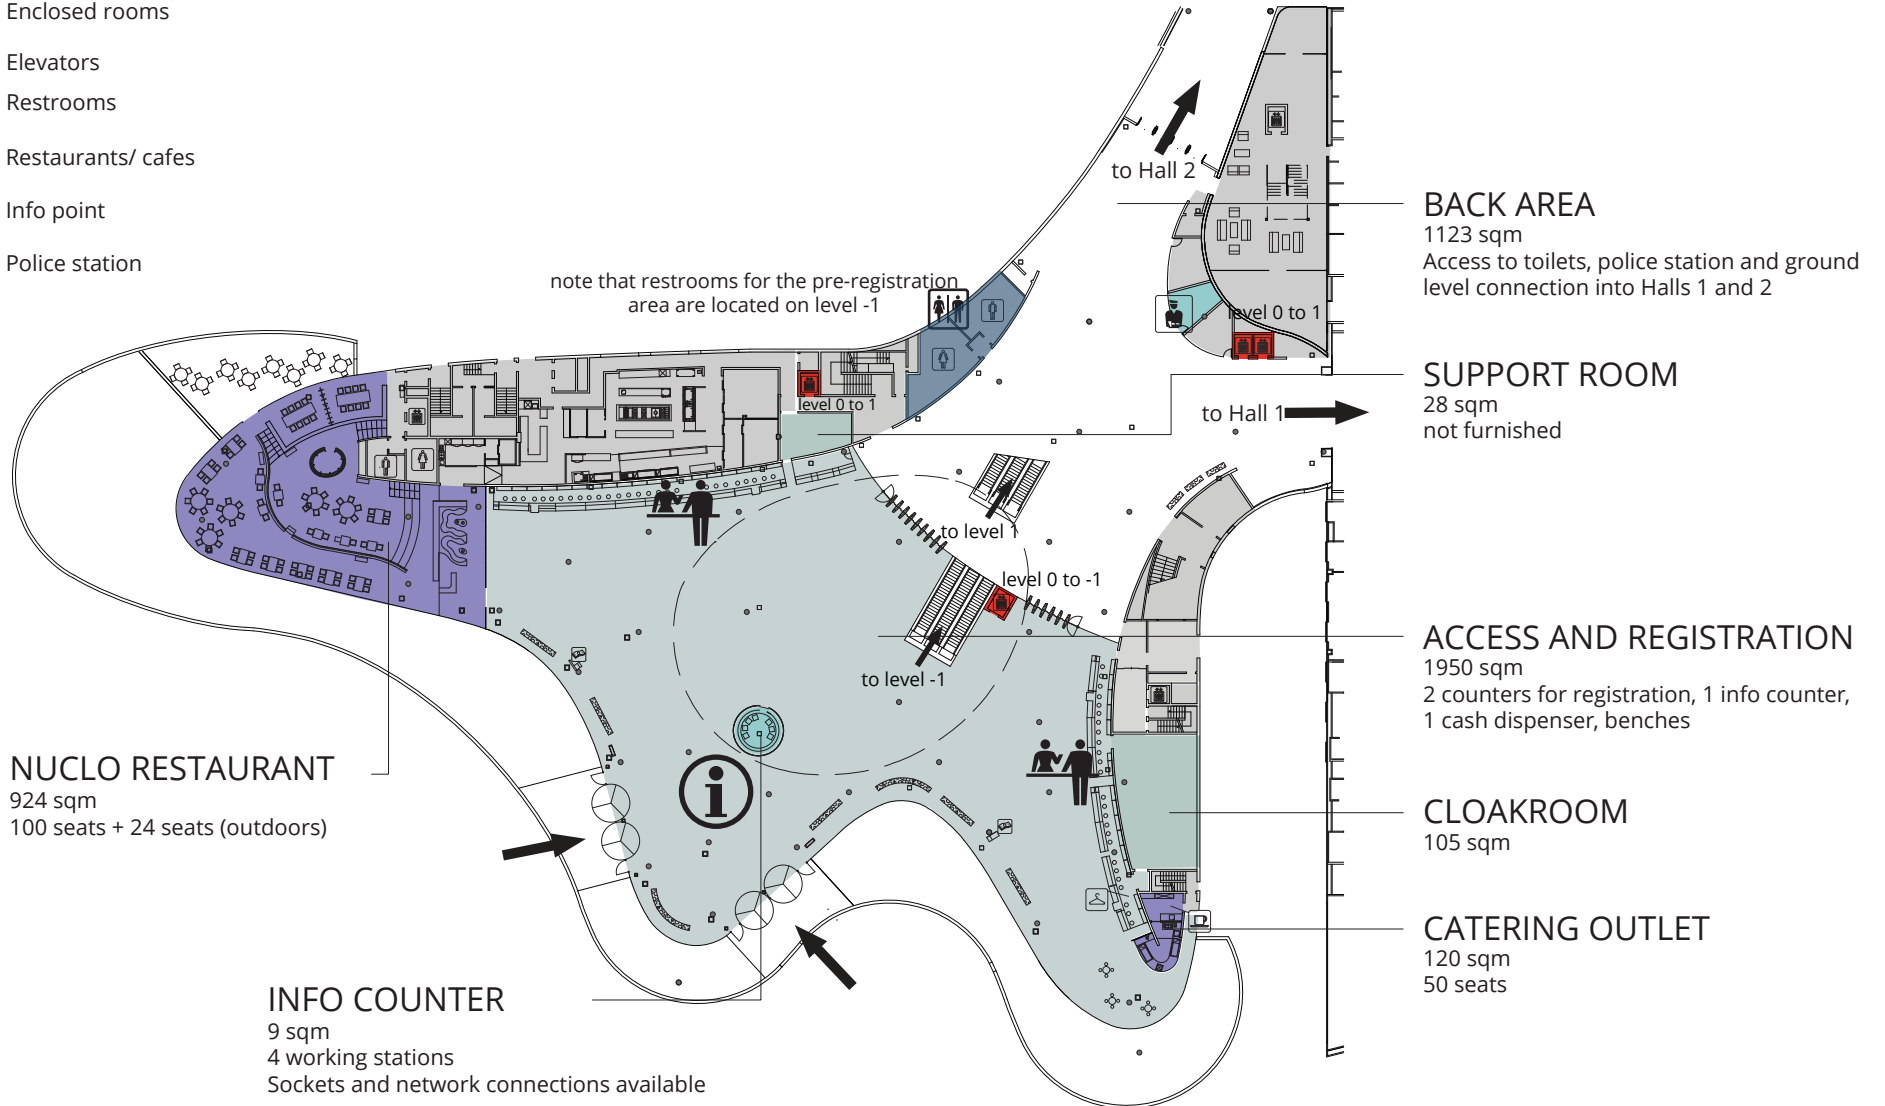 Enclosed rooms
Elevators
Restrooms
Restaurants/ cafes
Info point
Police station
note that restrooms for the pre-registration
area are located on level -1
to Hall 2
BACK AREA
1123 sqm
Access to toilets, police station and ground
level connection into Halls 1 and 2
level 0 to 1
level 0 to 1
SUPPORT ROOM
28 sqm
not furnished
to Hall 1
to level 1
level 0 to -1
to level -1
ACCESS AND REGISTRATION
1950 sqm
2 counters for registration, 1 info counter,
1 cash dispenser, benches
NUCLO RESTAURANT
924 sqm
100 seats + 24 seats (outdoors)
CLOAKROOM
105 sqm
CATERING OUTLET
120 sqm
50 seats
INFO COUNTER
9 sqm
4 working stations
Sockets and network connections available